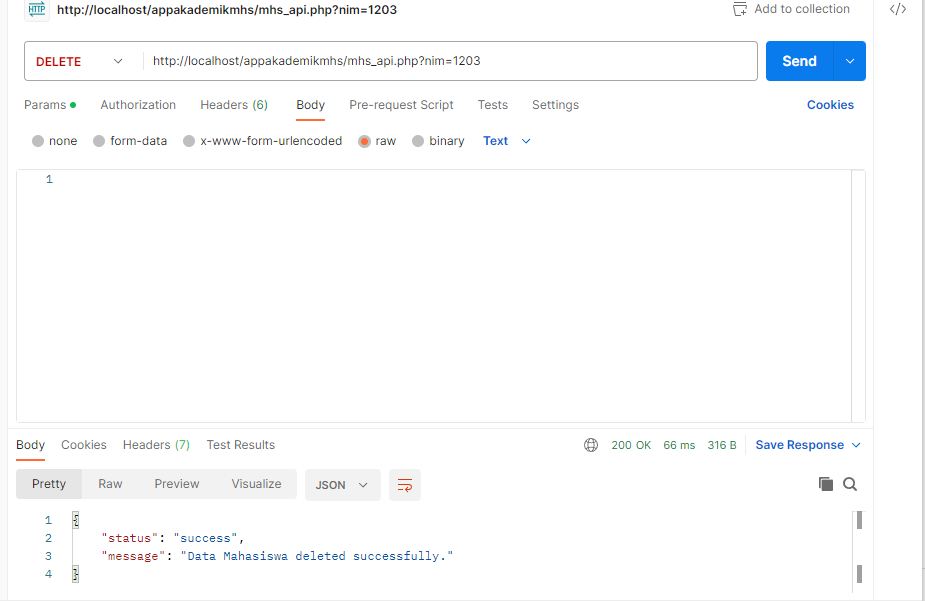 HTTP http://localhost/appakademikmhs/mhs_api.php?nim=1203 Add to collection </>
DELETE http://localhost/appakademikmhs/mhs_api.php?nim=1203 Send
Params Authorization Headers (6) Body Pre-request Script Tests Settings Cookies
none form-data x-www-form-urlencoded raw binary Text
1
Body Cookies Headers (7) Test Results 200 OK 66 ms 316 B Save Response
Pretty Raw Preview Visualize JSON
1 {
2 "status": "success",
3 "message": "Data Mahasiswa deleted successfully."
4 }